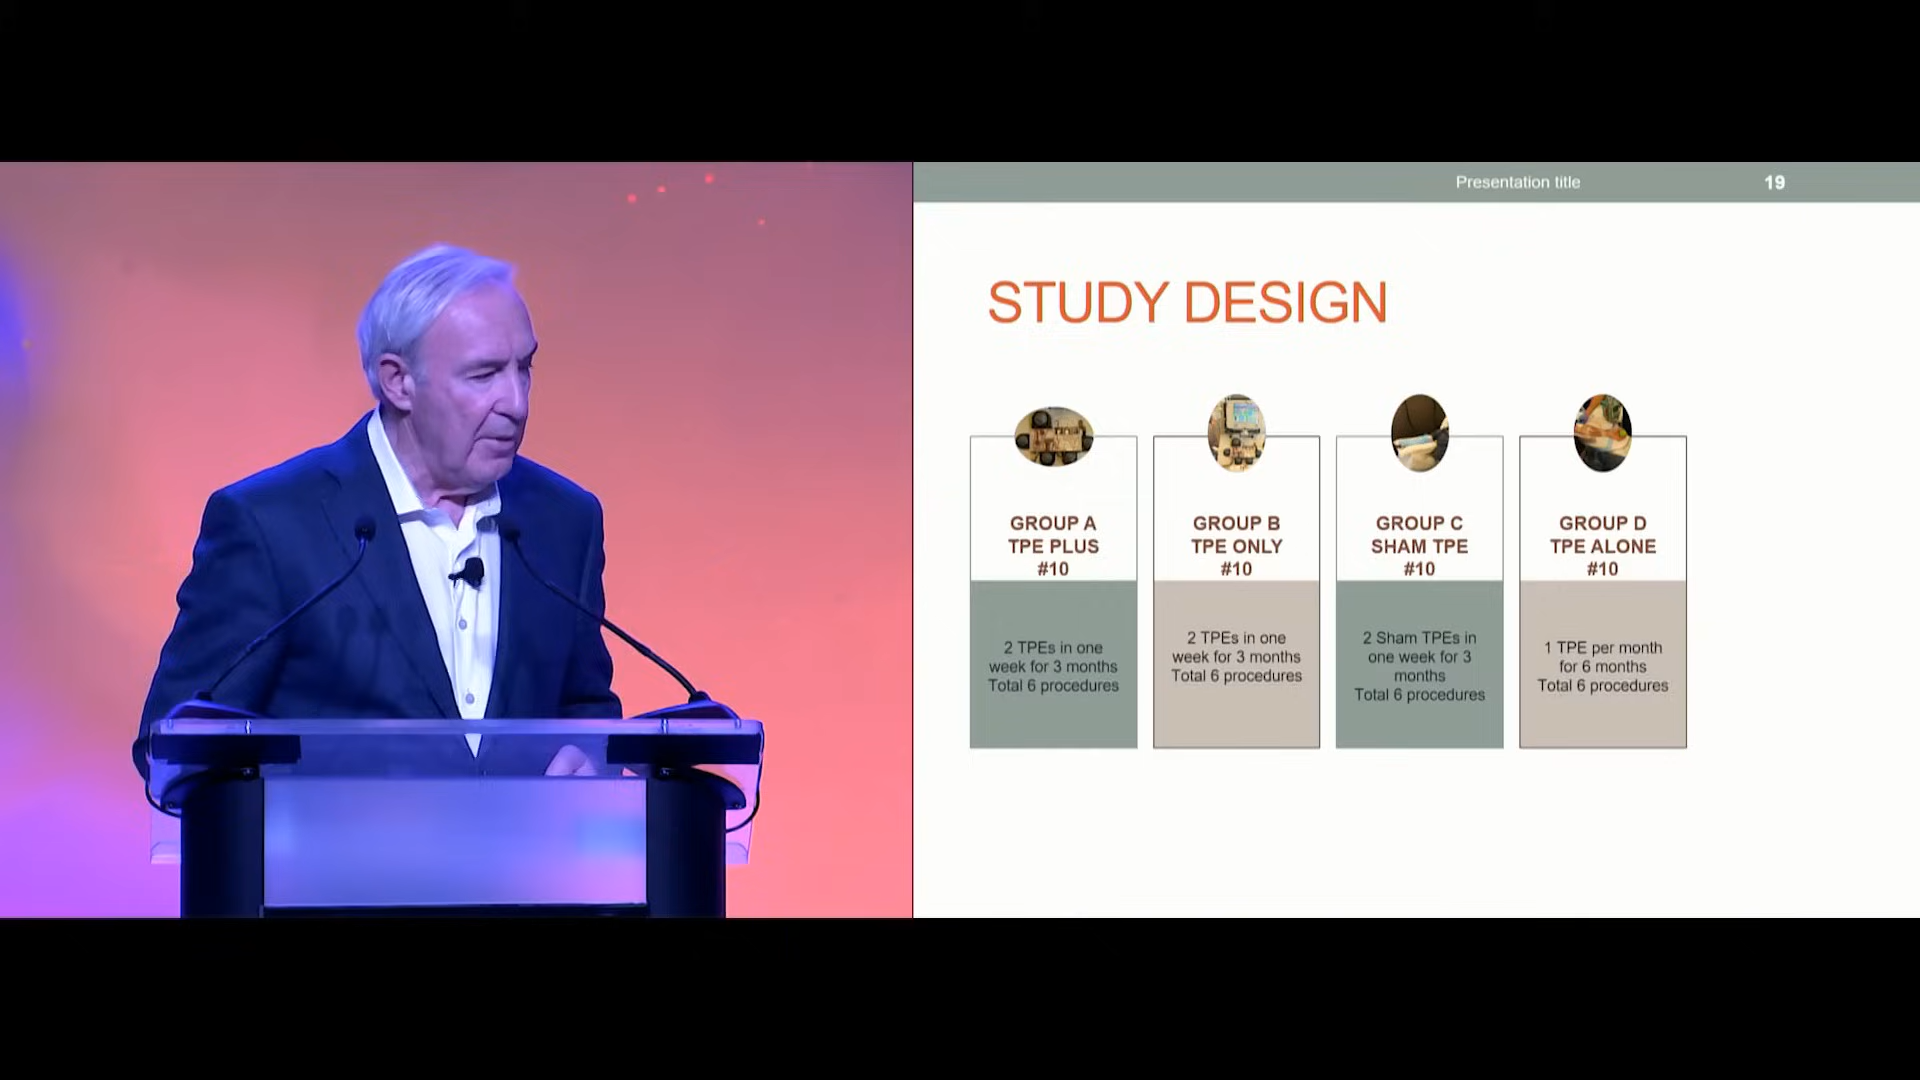 Presentation title
19
STUDY DESIGN
GROUP A
TPE PLUS
#10
2 TPEs in one
week for 3 months
Total 6 procedures
GROUP B
TPE ONLY
#10
2 TPEs in one
week for 3 months
Total 6 procedures
GROUP C
SHAM TPE
#10
2 Sham TPEs in
one week for 3
months
Total 6 procedures
GROUP D
TPE ALONE
#10
1 TPE per month
for 6 months
Total 6 procedures